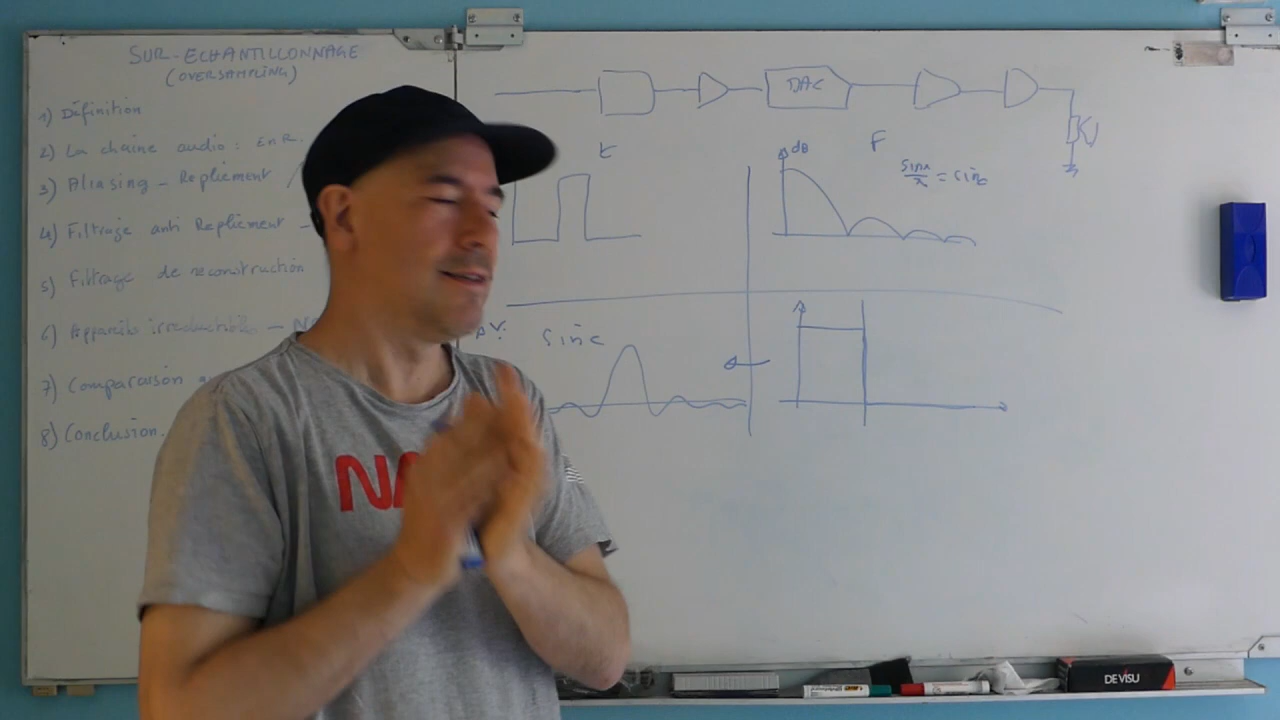 SUR-ECHANTILLONNAGE
(OVERSAMPLING)
1) Définition
2) La chaine audio : EnR.
3) Aliasing - Repliement
4) Filtrage anti Repliement -
5) Filtrage de reconstruction
6) Appareils
7) Comparaison
8) Conclusion.
DAC
t
dB
F
sinx/x = sinc
sinc
NA
DEVISU